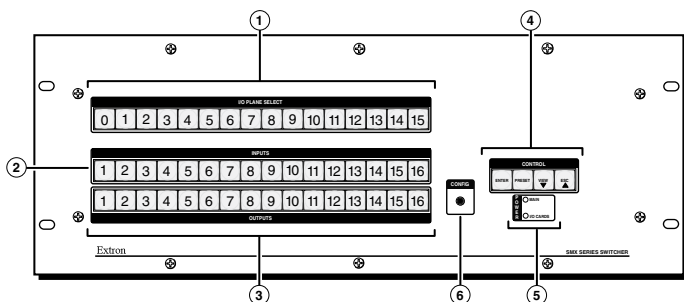 1
4
I/O PLANE SELECT
0 1 2 3 4 5 6 7 8 9 10 11 12 13 14 15
2
INPUTS
1 2 3 4 5 6 7 8 9 10 11 12 13 14 15 16
1 2 3 4 5 6 7 8 9 10 11 12 13 14 15 16
OUTPUTS
CONFIG
CONTROL
ENTER PRESET VIEW ESC
POWER
MAIN
I/O CARDS
Extron
SMX SERIES SWITCHER
3
6
5